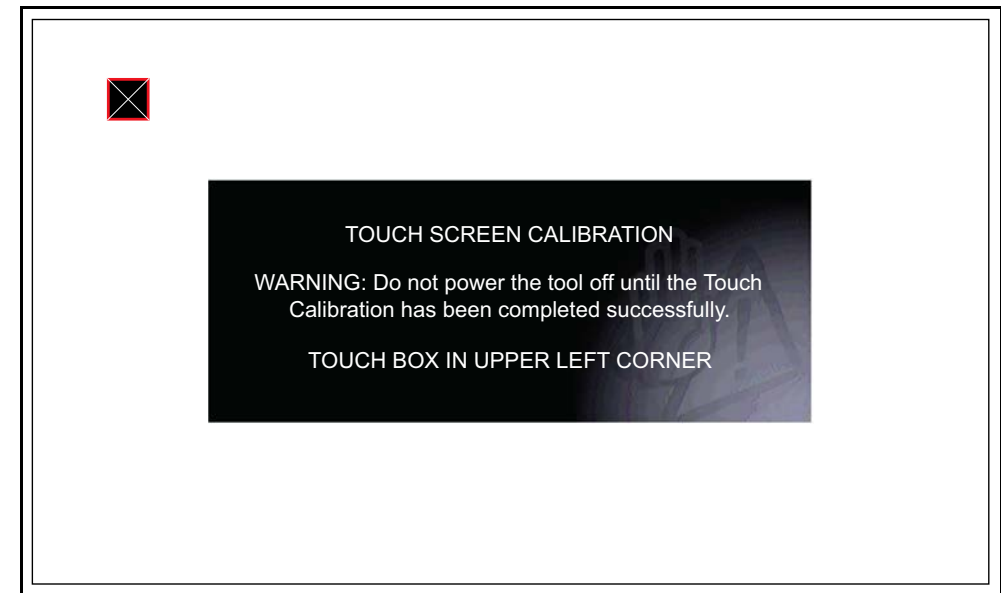 TOUCH SCREEN CALIBRATION
WARNING: Do not power the tool off until the Touch
Calibration has been completed successfully.
TOUCH BOX IN UPPER LEFT CORNER